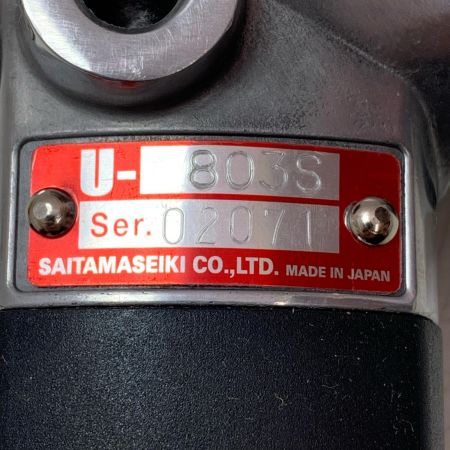 U- 803S
Ser. 02071
SAITAMASEIKI CO.,LTD. MADE IN JAPAN